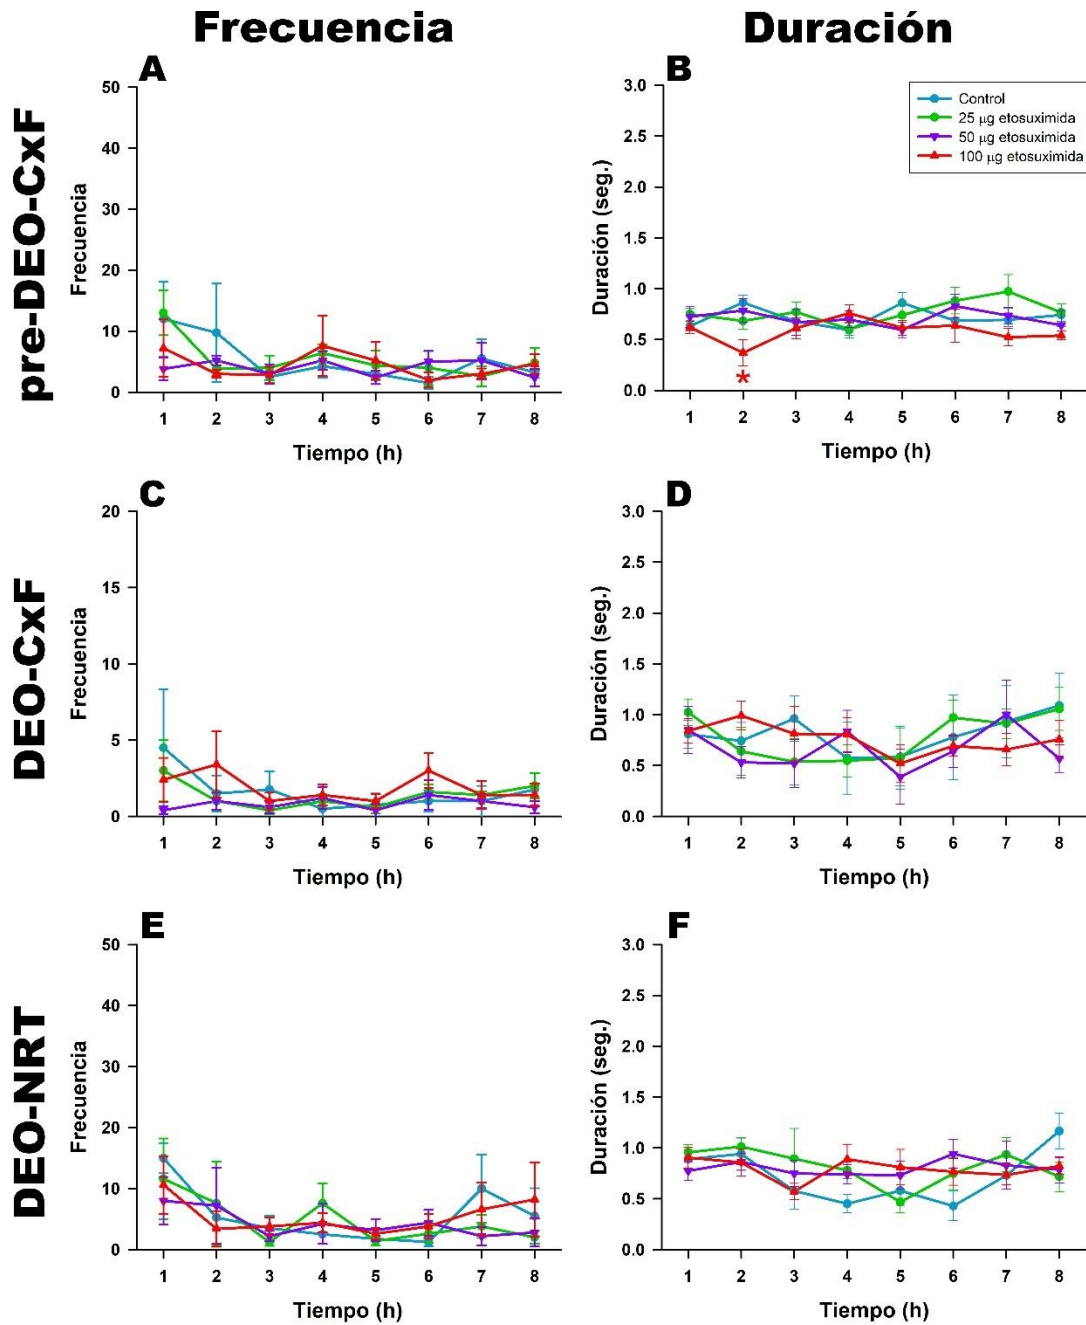 Frecuencia
Duración
pre-DEO-CxF
A
50
40
30
20
10
0
Frecuencia
1 2 3 4 5 6 7 8
Tiempo (h)
B
3.0
2.5
2.0
1.5
1.0
0.5
0.0
Duración (seg.)
Control
25 μg etosuximida
50 μg etosuximida
100 μg etosuximida
*
1 2 3 4 5 6 7 8
Tiempo (h)
DEO-CxF
C
20
15
10
5
0
Frecuencia
1 2 3 4 5 6 7 8
Tiempo (h)
D
3.0
2.5
2.0
1.5
1.0
0.5
0.0
Duración (seg.)
1 2 3 4 5 6 7 8
Tiempo (h)
DEO-NRT
E
50
40
30
20
10
0
Frecuencia
1 2 3 4 5 6 7 8
Tiempo (h)
F
3.0
2.5
2.0
1.5
1.0
0.5
0.0
Duración (seg.)
1 2 3 4 5 6 7 8
Tiempo (h)